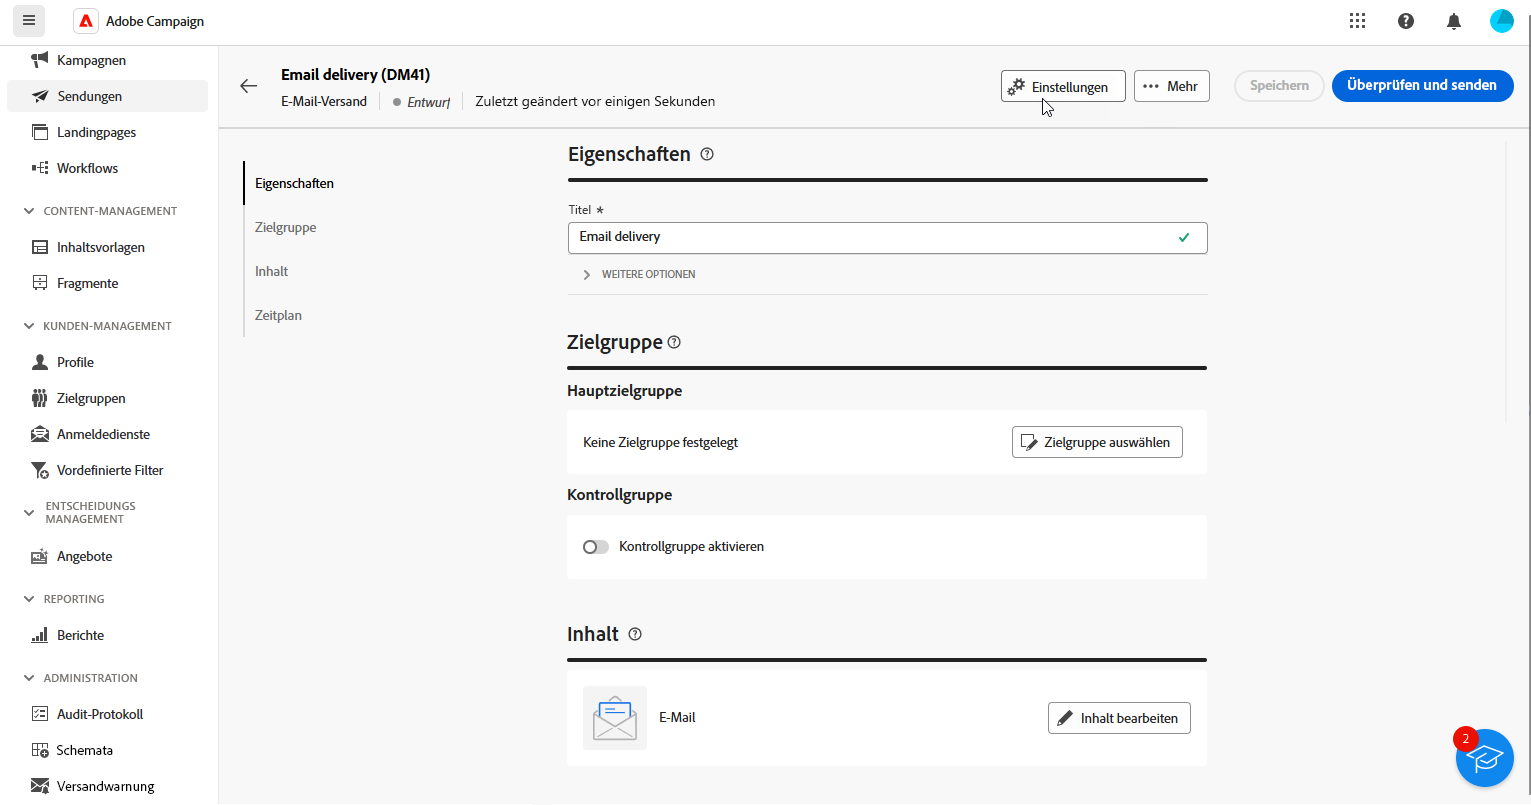 Adobe Campaign
Kampagnen
Sendungen
Landingpages
Workflows
CONTENT-MANAGEMENT
Inhaltsvorlagen
Fragmente
KUNDEN-MANAGEMENT
Profile
Zielgruppen
Anmeldedienste
Vordefinierte Filter
ENTSCHEIDUNGS
MANAGEMENT
Angebote
REPORTING
Berichte
ADMINISTRATION
Audit-Protokoll
Schemata
Versandwarnung
Email delivery (DM41)
E-Mail-Versand
Entwurf
Zuletzt geändert vor einigen Sekunden
Einstellungen
Mehr
Speichern
Überprüfen und senden
Eigenschaften
Zielgruppe
Inhalt
Zeitplan
Eigenschaften
Titel *
Email delivery
WEITERE OPTIONEN
Zielgruppe
Hauptzielgruppe
Keine Zielgruppe festgelegt
Zielgruppe auswählen
Kontrollgruppe
Kontrollgruppe aktivieren
Inhalt
E-Mail
Inhalt bearbeiten
2